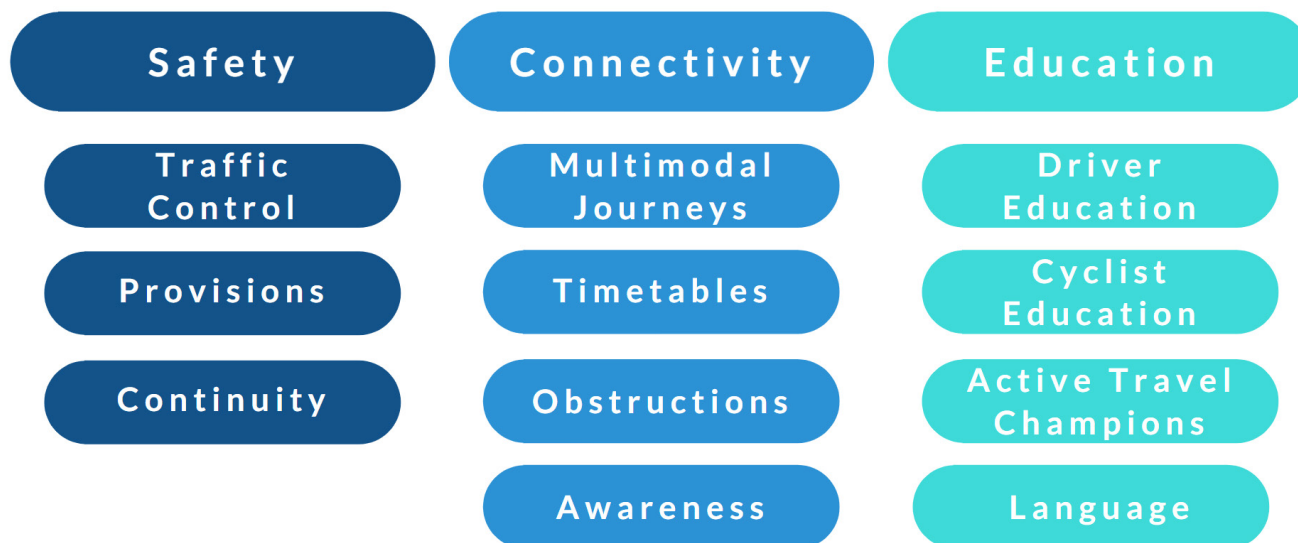 Safety
Traffic
Control
Provisions
Continuity
Connectivity
Multimodal
Journeys
Timetables
Obstructions
Awareness
Education
Driver
Education
Cyclist
Education
Active Travel
Champions
Language